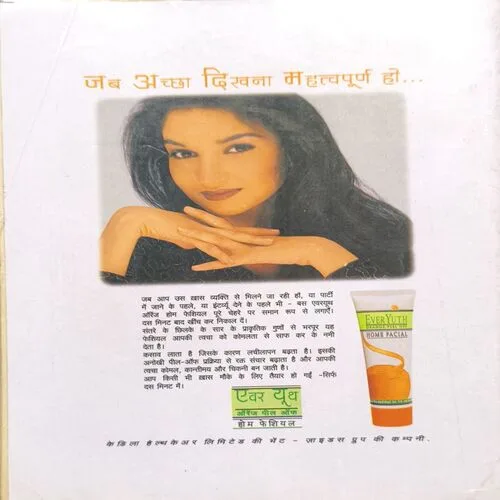 जब अच्छा दिखना महत्वपूर्ण हो...
जब आप उस ख़ास व्यक्ति से मिलने जा रही हों, या पार्टी
में जाने के पहले, या इंटर्व्यू देने के पहले भी - बस एवरयूथ
ऑरेंज होम फेशियल पूरे चेहरे पर समान रूप से लगाएँ।
दस मिनट बाद खींच कर निकाल दें।
संतरे के छिलके के सार के प्राकृतिक गुणों से भरपूर यह
फेशियल आपकी त्वचा को कोमलता से साफ कर के नमी
देता है।
कसाव लाता है जिसके कारण लचीलापन बढ़ता है। इसकी
अनोखी पील-ऑफ प्रक्रिया से रक्त संचार बढ़ाता है और आपकी
त्वचा कोमल, कान्तीमय और चिकनी बन जाती है।
आप किसी भी ख़ास मौके के लिए तैयार हो गईं -सिर्फ
दस मिनट में।
EVERYUTH
HOME FACIAL
एवर यूथ
ऑरेंज पील ऑफ
होम फेशियल
केडिला हेल्थकैअर लिमिटेड की भेंट - ज़ाइडस ग्रुप की कम्पनी.